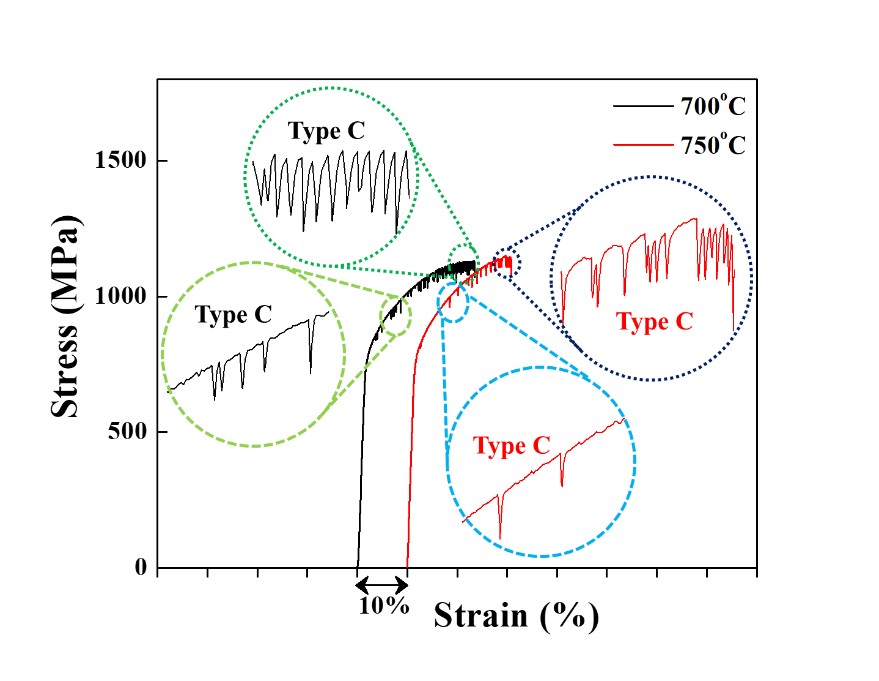 700°C
750°C
Type C
1500
1000
500
0
Type C
Type C
Type C
Stress (MPa)
10%
Strain (%)